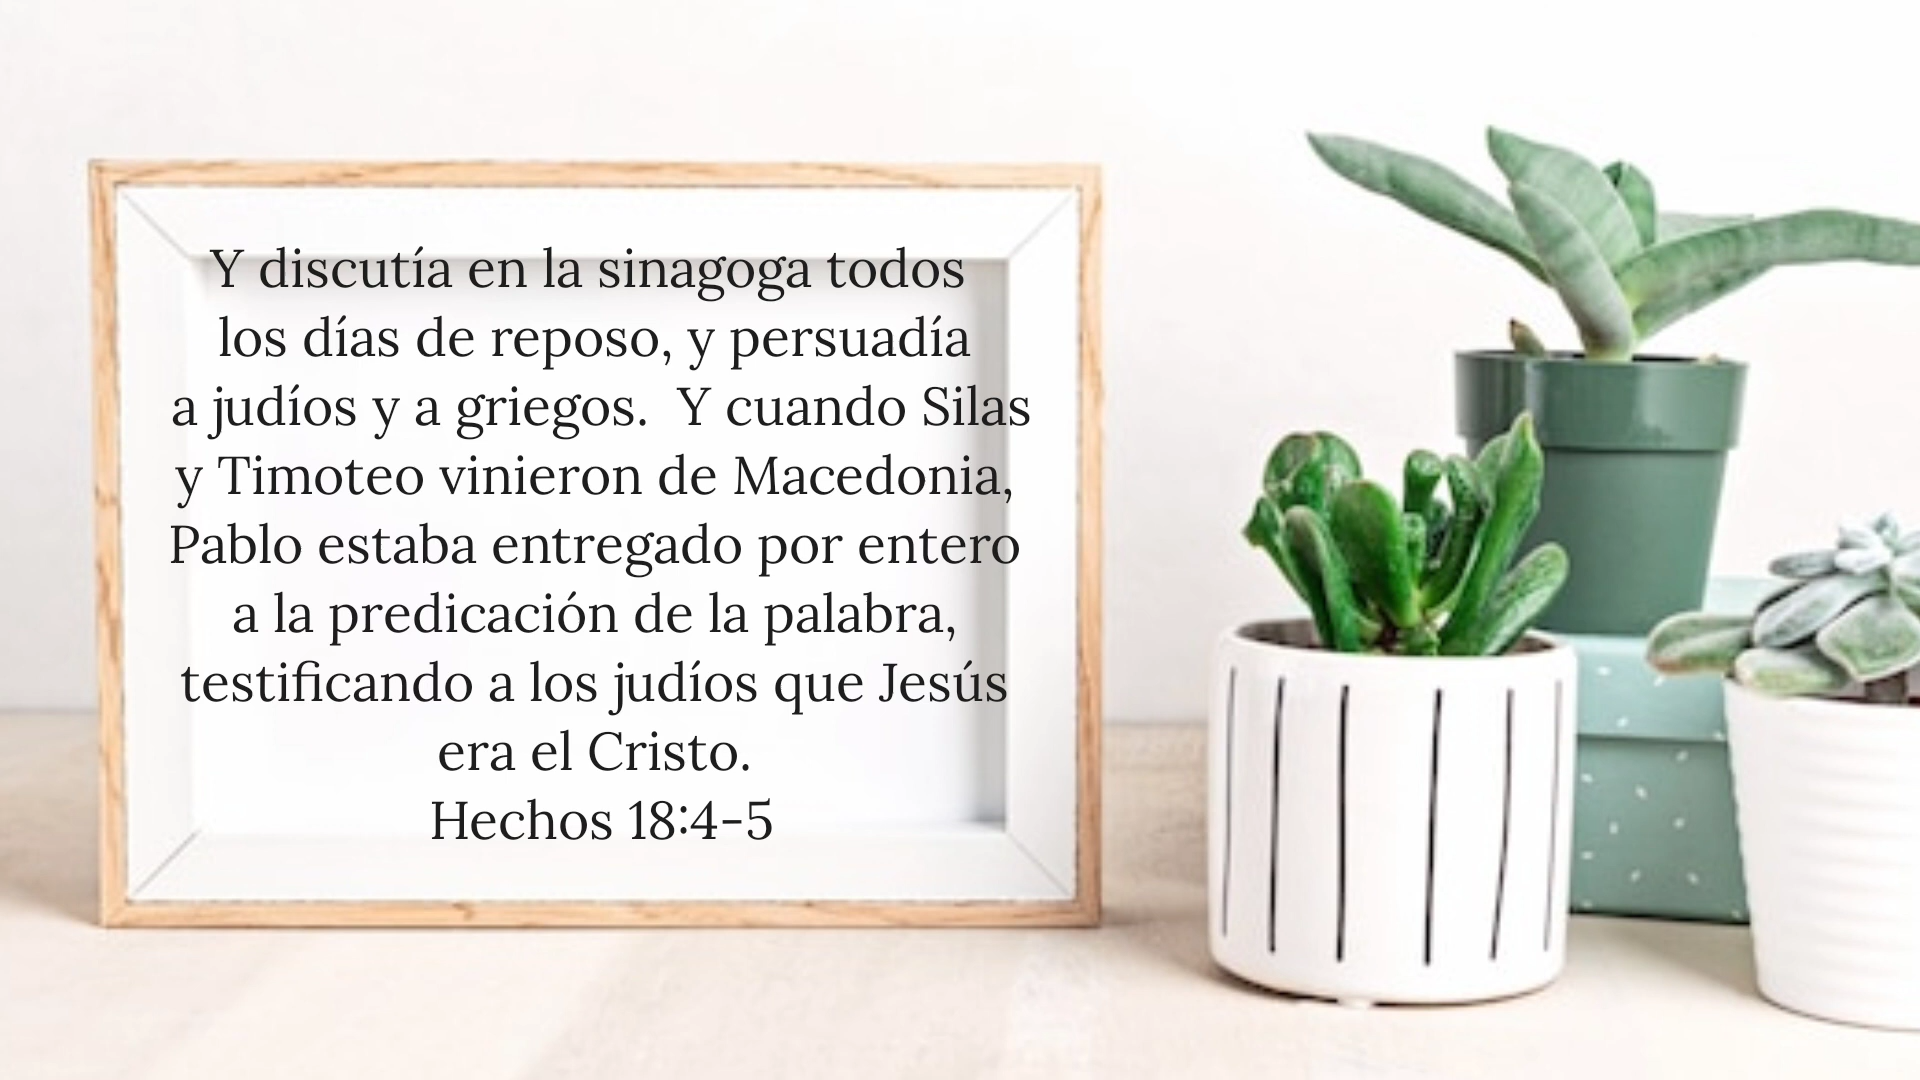 Y discutía en la sinagoga todos
los días de reposo, y persuadía
a judíos y a griegos.  Y cuando Silas
y Timoteo vinieron de Macedonia,
Pablo estaba entregado por entero
a la predicación de la palabra,
testificando a los judíos que Jesús
era el Cristo.
Hechos 18:4-5